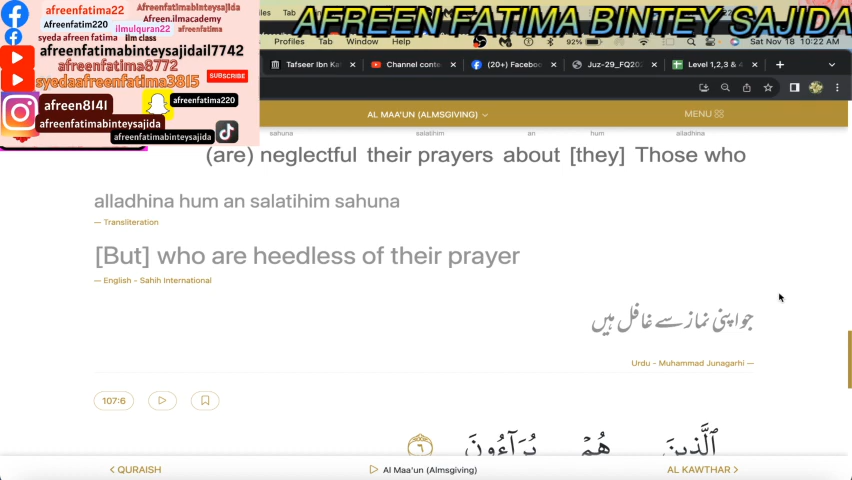 AFREEN FATIMA BINTEY SAJIDA
afreenfatima22
Afreenfatim220
syeda afreen fatima
Afreenfatimabinteysajida
Afreen.ilmacademy
ilmulquran22
afreenfatima
ilm class
afreenfatimabinteysajidail7742
afreenfatima8772
syedaafreenfatima3815
SUBSCRIBE
afreen8141
afreenfatima220
afreenfatimabinteysajida
afreenfatimabinteysajida
Profiles Tab Window Help 92% Sat Nov 18 10:22 AM
Tafseer Ibn Ka Channel conte (20+) Faceboo Juz-29_FQ202 Level 1,2,3 & 4
AL MAA'UN (ALMSGIVING) MENU
sahuna salatihim an hum alladhina
(are) neglectful their prayers about [they] Those who
alladhina hum an salatihim sahuna
— Transliteration
[But] who are heedless of their prayer
— English - Sahih International
جو اپنی نماز سے غافل ہیں
Urdu - Muhammad Junagarhi —
107:6
ٱلَّذِينَ هُمْ يُرَآءُونَ ٦
QURAISH Al Maa'un (Almsgiving) AL KAWTHAR